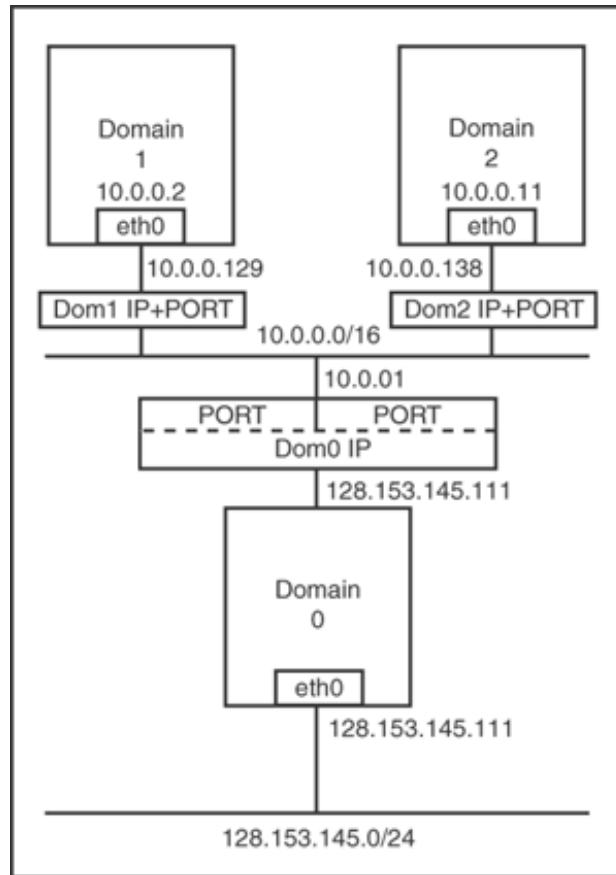 Domain
1
10.0.0.2
eth0
Domain
2
10.0.0.11
eth0
10.0.0.129
10.0.0.138
Dom1 IP+PORT
Dom2 IP+PORT
10.0.0.0/16
10.0.01
PORT
PORT
Dom0 IP
128.153.145.111
Domain
0
eth0
128.153.145.111
128.153.145.0/24